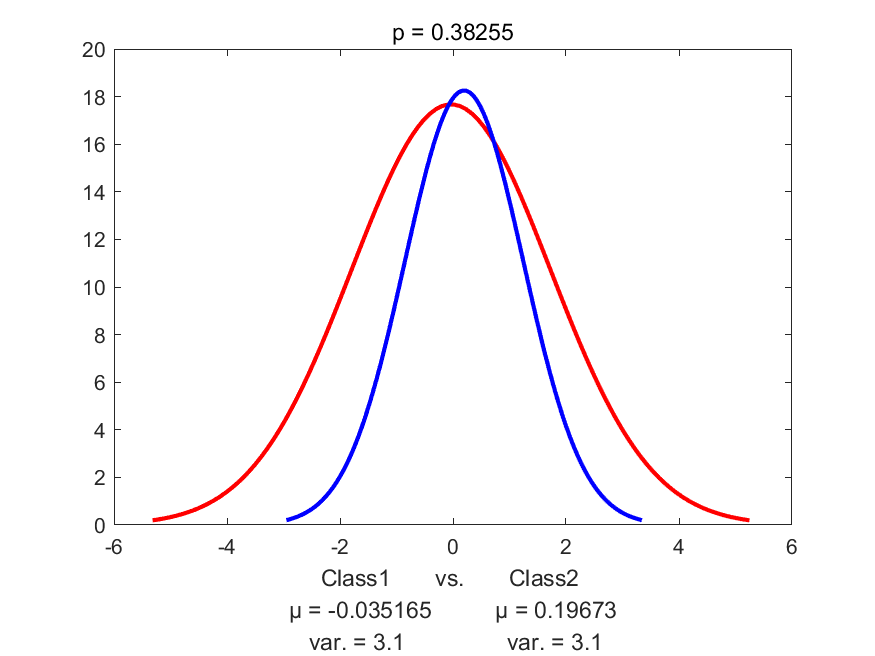 p = 0.38255
20
18
16
14
12
10
8
6
4
2
0
-6 -4 -2 0 2 4 6
Class1 vs. Class2
μ = -0.035165 μ = 0.19673
var. = 3.1 var. = 3.1